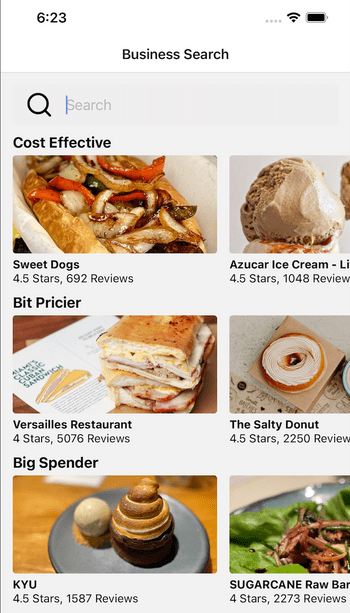 6:23
Business Search
Search
Cost Effective
Sweet Dogs
4.5 Stars, 692 Reviews
Azucar Ice Cream - Li
4.5 Stars, 1048 Review
Bit Pricier
MIAMI'S
CLASSIC
CUBAN
SANDWICH
Versailles Restaurant
4 Stars, 5076 Reviews
The Salty Donut
4.5 Stars, 2250 Review
Big Spender
KYU
4.5 Stars, 1587 Reviews
SUGARCANE Raw Bar
4 Stars, 2273 Reviews